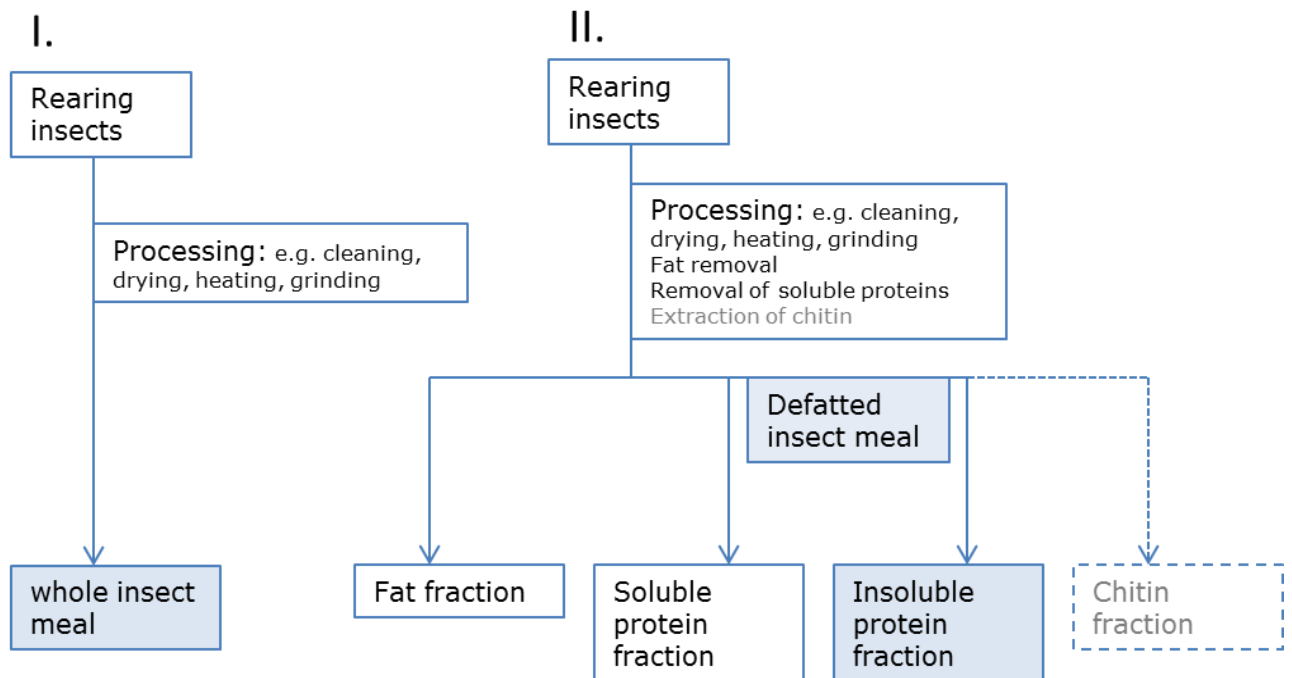 I.
Rearing
insects
Processing: e.g. cleaning,
drying, heating, grinding
whole insect
meal
II.
Rearing
insects
Processing: e.g. cleaning,
drying, heating, grinding
Fat removal
Removal of soluble proteins
Extraction of chitin
Defatted
insect meal
Fat fraction
Soluble
protein
fraction
Insoluble
protein
fraction
Chitin
fraction